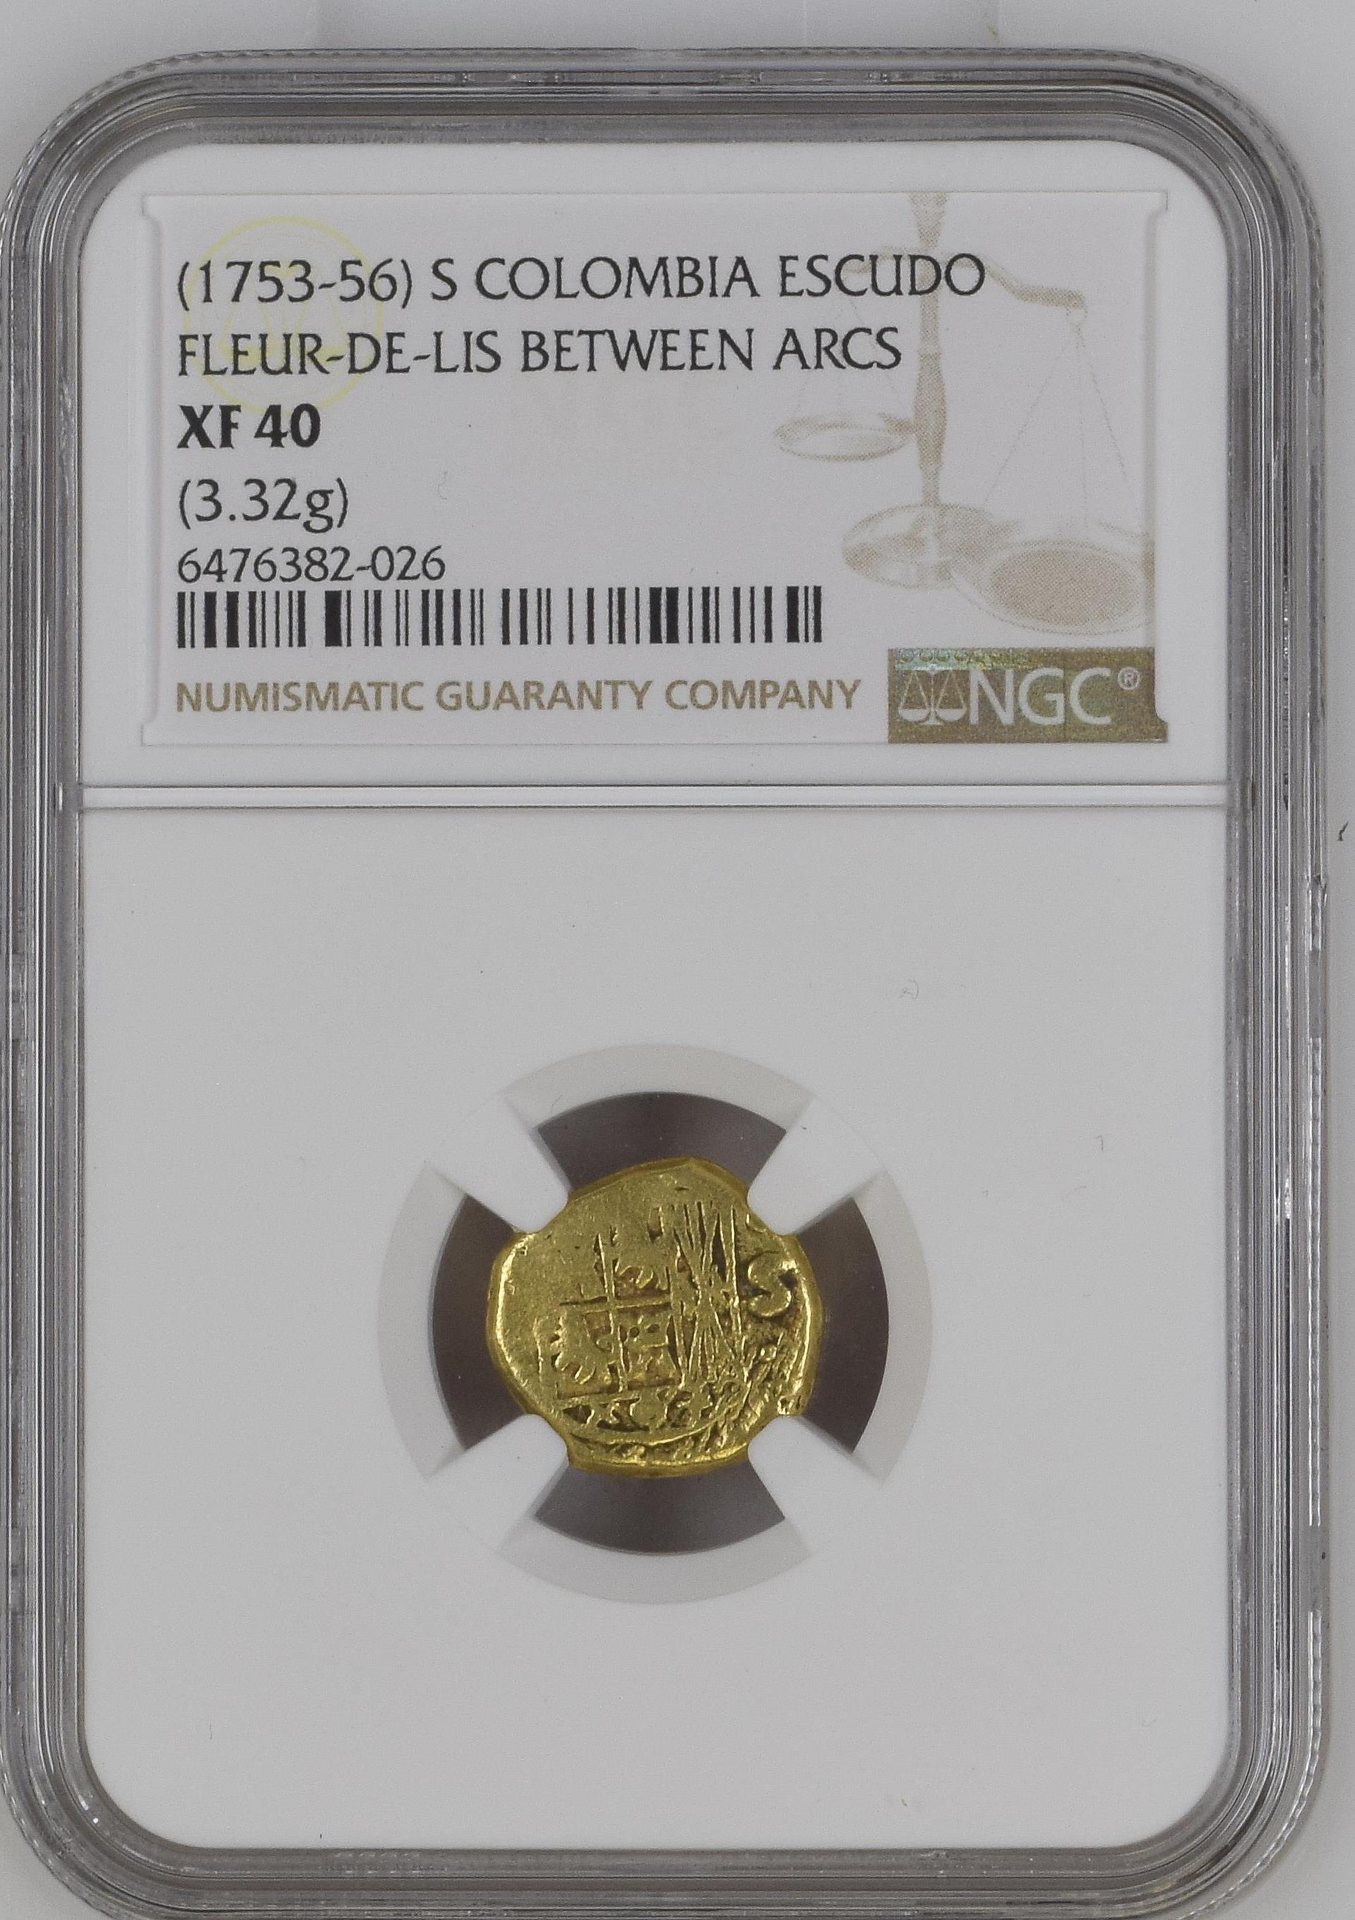 (1753-56) S COLOMBIA ESCUDO
FLEUR-DE-LIS BETWEEN ARCS
XF 40
(3.32g)
6476382-026
NUMISMATIC GUARANTY COMPANY
NGC®
S